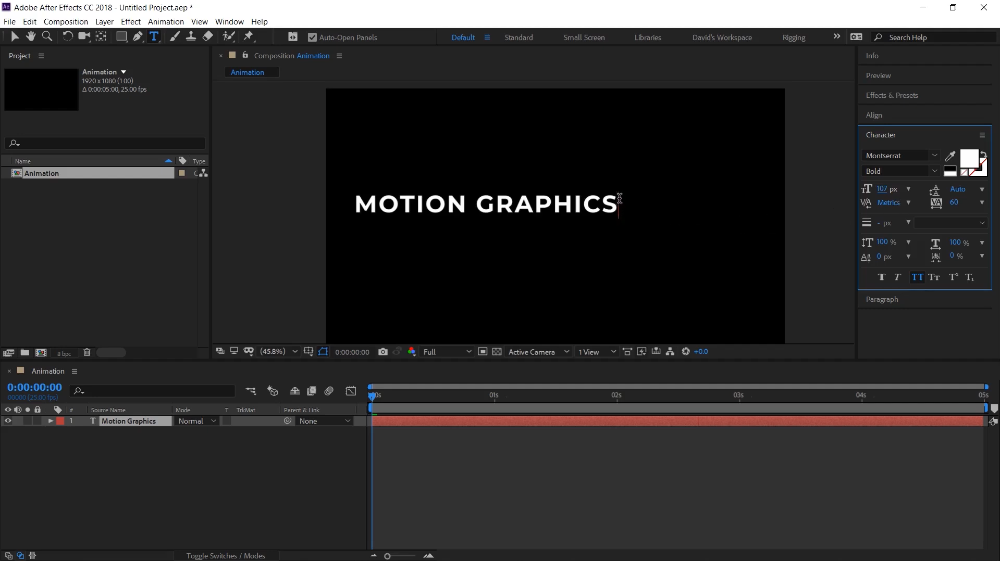 Adobe After Effects CC 2018 - Untitled Project.aep *
File Edit Composition Layer Effect Animation View Window Help
Auto-Open Panels Default Standard Small Screen Libraries David's Workspace Rigging Search Help
Project
Composition Animation
Animation
Animation
1920 x 1080 (1.00)
Δ 0:00:05:00, 25.00 fps
Info
Preview
Effects & Presets
Align
Character
Montserrat
Bold
107 px Auto
Metrics 60
- px
100 % 100 %
0 px 0 %
Paragraph
Name Type
Animation
MOTION GRAPHICS
8 bpc
(45.8%) 0:00:00:00 Full Active Camera 1 View +0.0
Animation
0:00:00:00
00000 (25.00 fps)
01s 02s 03s 04s 05s
# Source Name Mode T TrkMat Parent & Link
1 T Motion Graphics Normal None
Toggle Switches / Modes